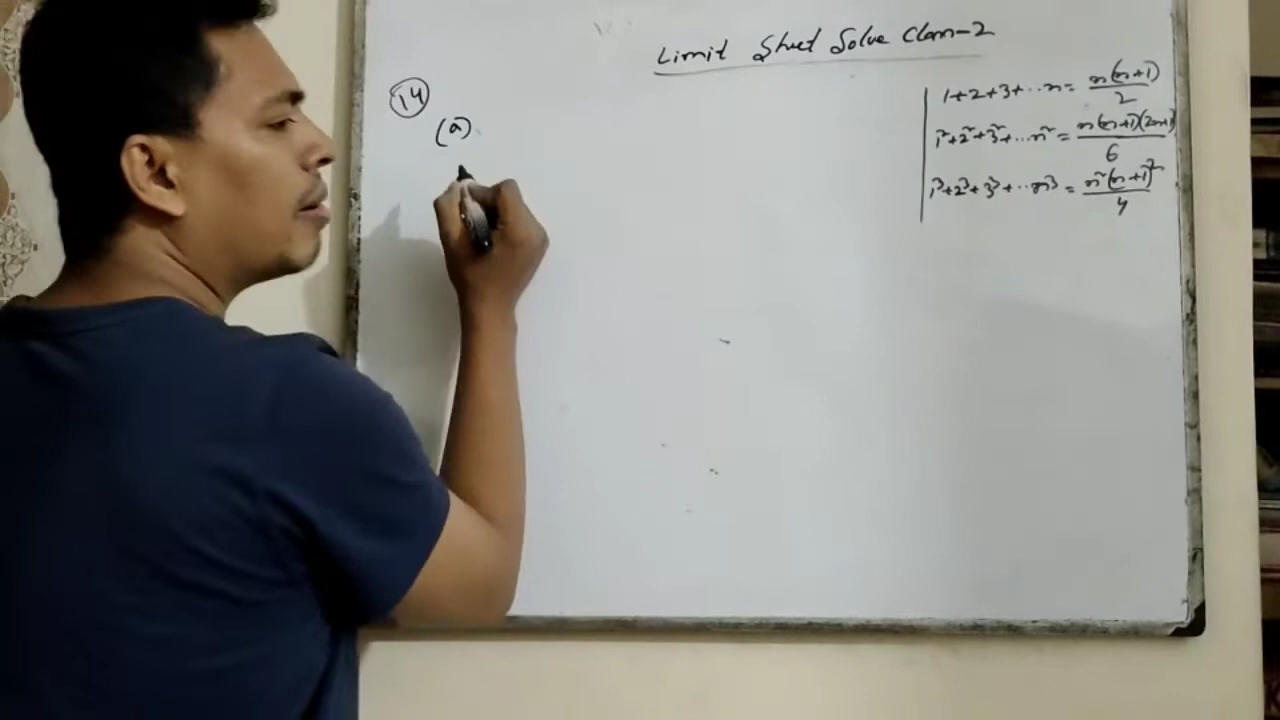 Limit Sheet Solve Class-2
14
(a)
1+2+3+...n = n(n+1)/2
1²+2²+3²+...n² = n(n+1)(2n+1)/6
1³+2³+3³+...n³ = n²(n+1)²/4